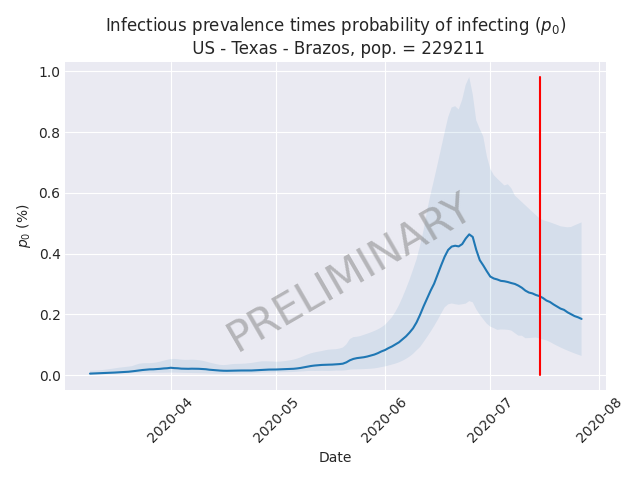 Infectious prevalence times probability of infecting (p₀)
US - Texas - Brazos, pop. = 229211
1.0
0.8
0.6
0.4
0.2
0.0
p₀ (%)
PRELIMINARY
2020-04
2020-05
2020-06
2020-07
2020-08
Date